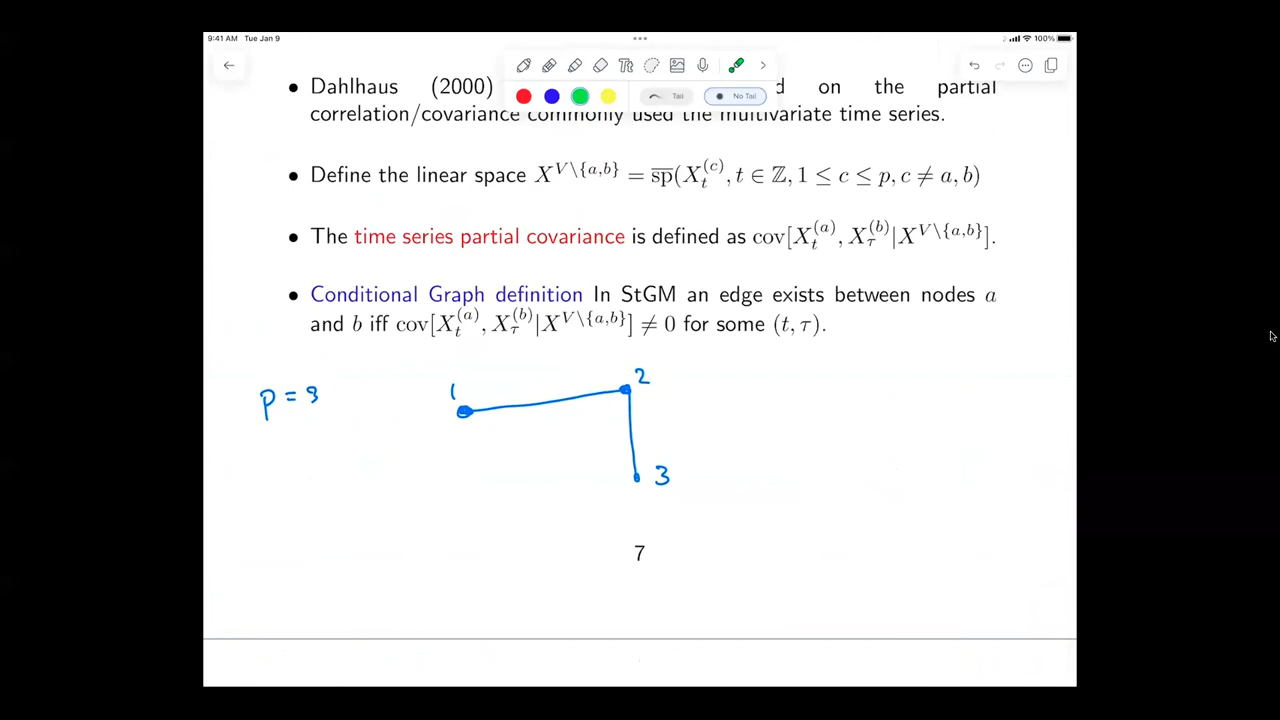 9:41 AM Tue Jan 9
100%
Tail
No Tail
• Dahlhaus (2000) d on the partial
correlation/covariance commonly used the multivariate time series.
• Define the linear space $X^{V\backslash\{a,b\}} = \overline{\text{sp}}(X_t^{(c)}, t \in \mathbb{Z}, 1 \leq c \leq p, c \neq a, b)$
• The time series partial covariance is defined as $\text{cov}[X_t^{(a)}, X_\tau^{(b)} | X^{V\backslash\{a,b\}}]$.
• Conditional Graph definition In StGM an edge exists between nodes $a$
and $b$ iff $\text{cov}[X_t^{(a)}, X_\tau^{(b)} | X^{V\backslash\{a,b\}}] \neq 0$ for some $(t, \tau)$.
1
2
p = 3
3
7